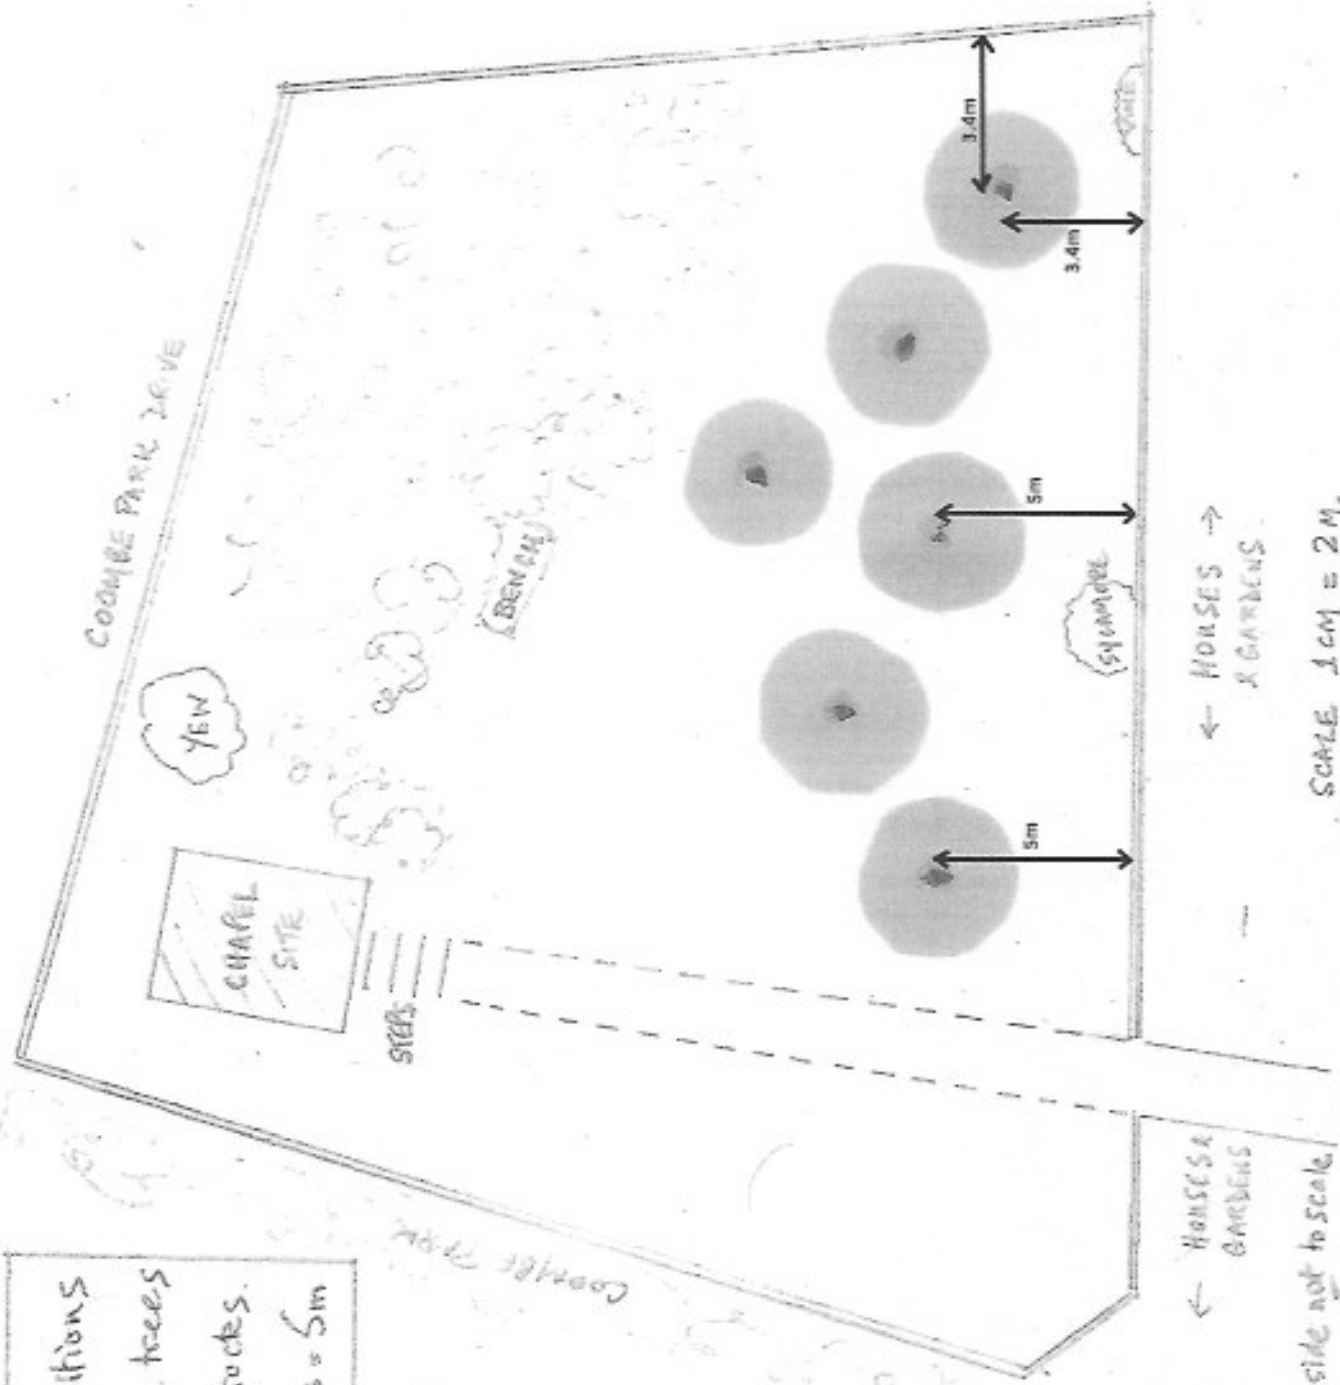 COOMBE PARK DRIVE
YEW
CHAPEL
SITE
STEPS
(BENCH)
3.4m
3.4m
VINE
5m
SYCAMORE
5m
← HOUSES →
& GARDENS.
SCALE 1CM = 2M.
← HOUSES &
GARDENS
side not to scale
COOMBE PARK
itions
trees
ocks.
= 5m